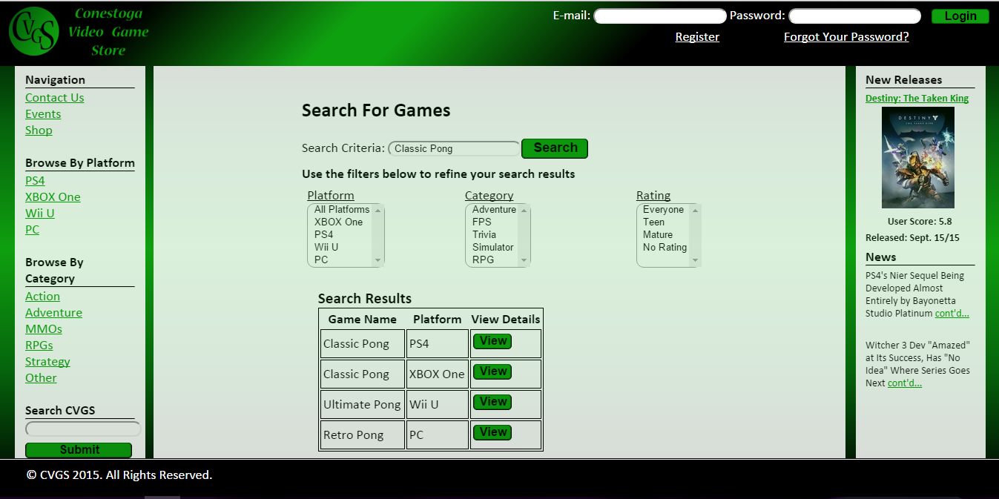 CVGS
Conestoga
Video Game
Store
E-mail: Password: Login
Register Forgot Your Password?
Navigation
Contact Us
Events
Shop
Browse By Platform
PS4
XBOX One
Wii U
PC
Browse By
Category
Action
Adventure
MMOs
RPGs
Strategy
Other
Search CVGS
Submit
Search For Games
Search Criteria: Classic Pong Search
Use the filters below to refine your search results
Platform
All Platforms
XBOX One
PS4
Wii U
PC
Category
Adventure
FPS
Trivia
Simulator
RPG
Rating
Everyone
Teen
Mature
No Rating
Search Results
Game Name Platform View Details
Classic Pong PS4 View
Classic Pong XBOX One View
Ultimate Pong Wii U View
Retro Pong PC View
New Releases
Destiny: The Taken King
DESTINY
THE TAKEN KING
User Score: 5.8
Released: Sept. 15/15
News
PS4's Nier Sequel Being
Developed Almost
Entirely by Bayonetta
Studio Platinum cont'd...
Witcher 3 Dev "Amazed"
at Its Success, Has "No
Idea" Where Series Goes
Next cont'd...
© CVGS 2015. All Rights Reserved.